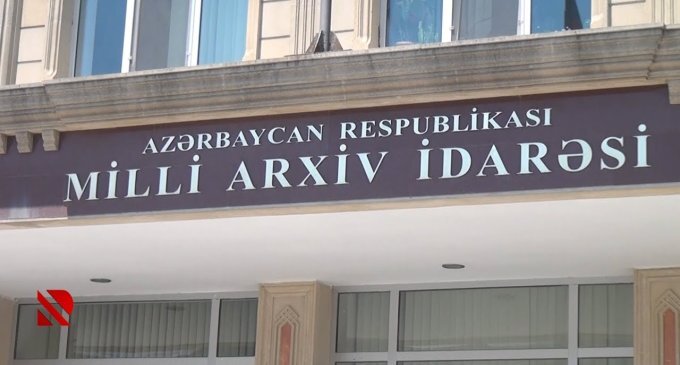 AZƏRBAYCAN RESPUBLİKASI
MİLLİ ARXİV İDARƏSİ